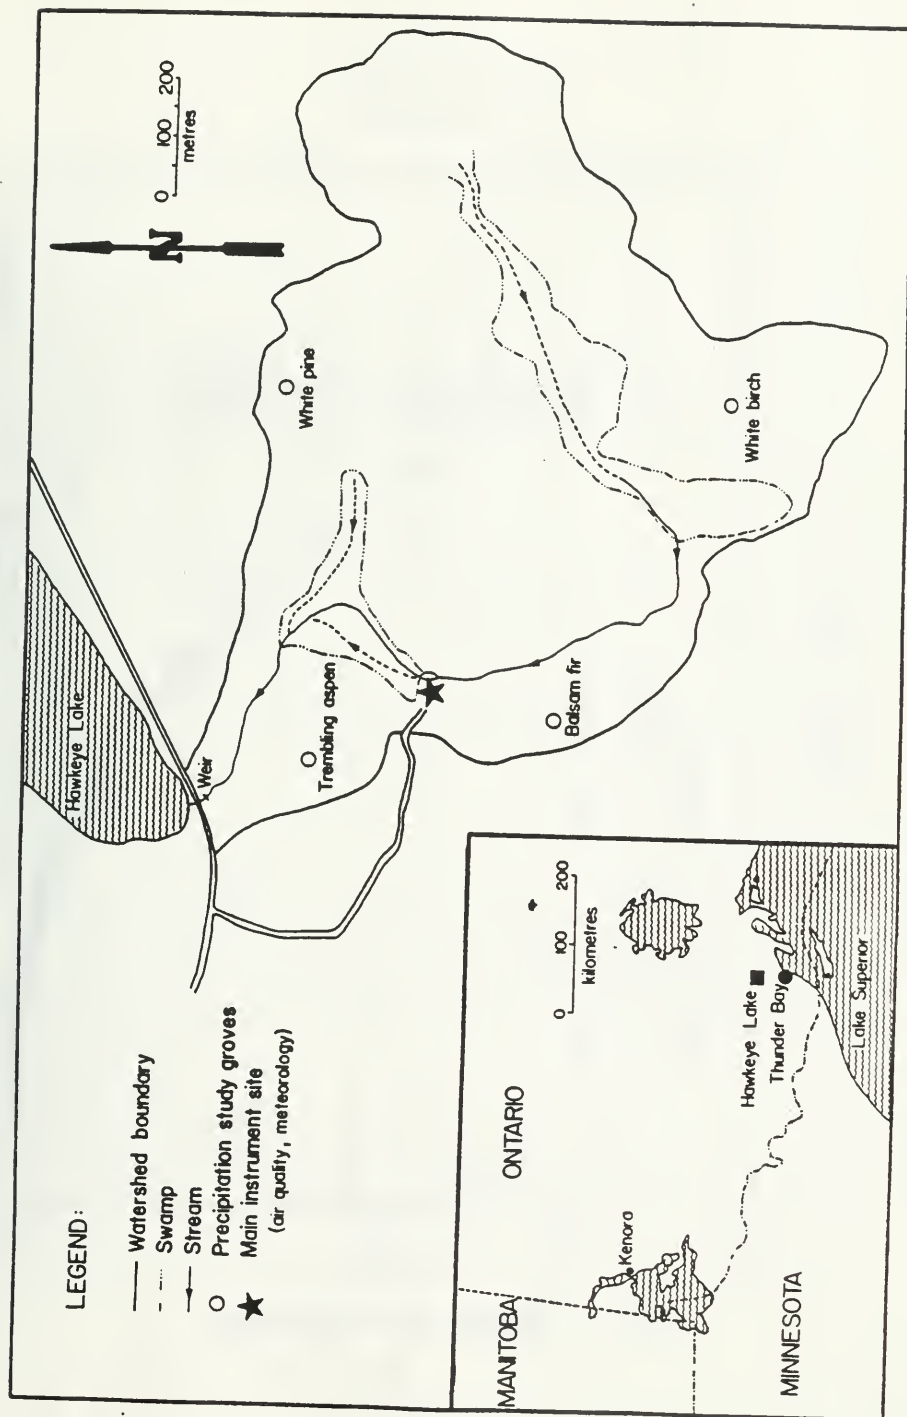 Hawkeye Lake
Weir
White pine
Trembling aspen
Balsam fir
White birch
N
0 100 200
metres
LEGEND:
Watershed boundary
Swamp
Stream
Precipitation study groves
Main instrument site
(air quality, meteorology)
MANITOBA
ONTARIO
Kenora
MINNESOTA
Hawkeye Lake
Thunder Bay
Lake Superior
0 100 200
kilometres